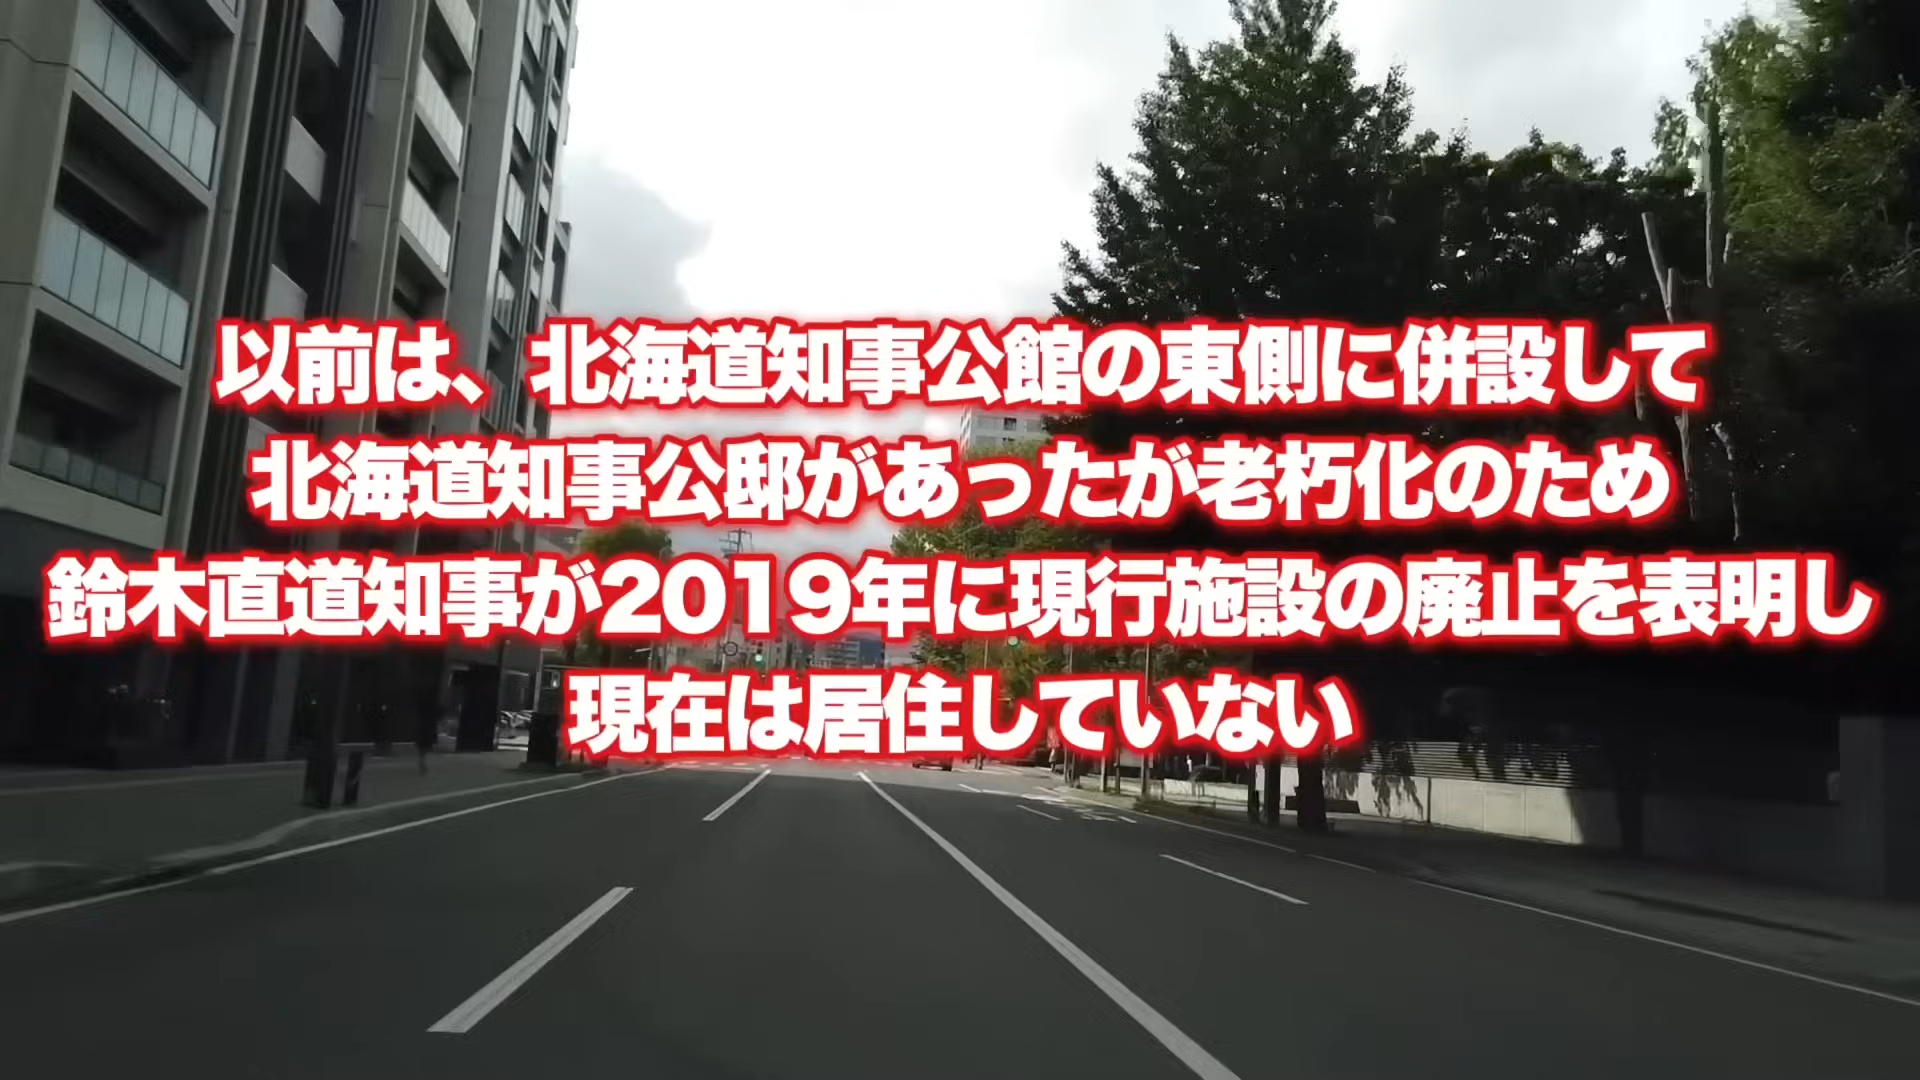 以前は、北海道知事公館の東側に併設して
北海道知事公邸があったが老朽化のため
鈴木直道知事が2019年に現行施設の廃止を表明し
現在は居住していない